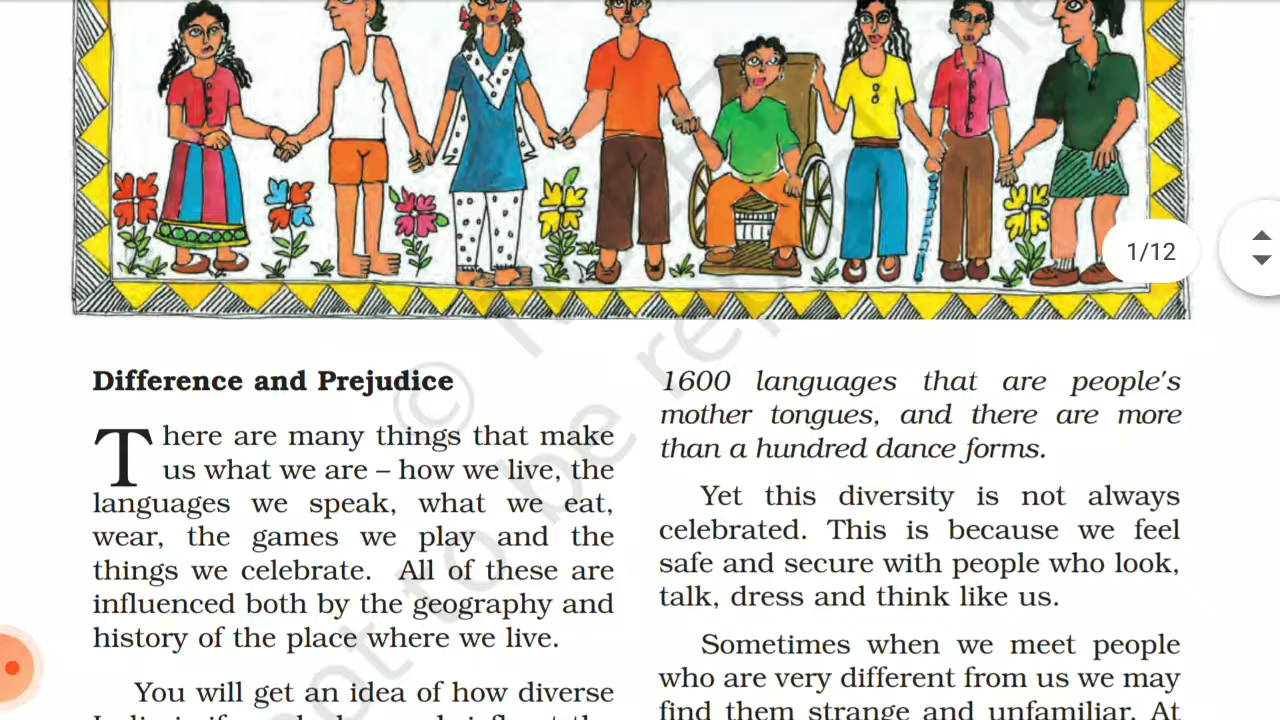 1/12
Difference and Prejudice
There are many things that make
us what we are – how we live, the
languages we speak, what we eat,
wear, the games we play and the
things we celebrate. All of these are
influenced both by the geography and
history of the place where we live.
You will get an idea of how diverse
1600 languages that are people's
mother tongues, and there are more
than a hundred dance forms.
Yet this diversity is not always
celebrated. This is because we feel
safe and secure with people who look,
talk, dress and think like us.
Sometimes when we meet people
who are very different from us we may
find them strange and unfamiliar. At
© 
not to be